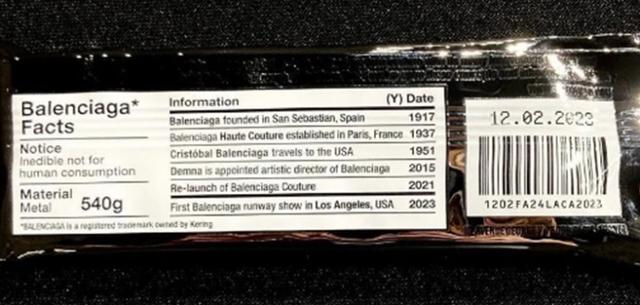 Balenciaga*
Facts
Notice
Inedible not for
human consumption
Material
Metal 540g
Information (Y) Date
Balenciaga founded in San Sebastian, Spain 1917
Balenciaga Haute Couture established in Paris, France 1937
Cristóbal Balenciaga travels to the USA 1951
Demna is appointed artistic director of Balenciaga 2015
Re-launch of Balenciaga Couture 2021
First Balenciaga runway show in Los Angeles, USA 2023
*BALENCIAGA is a registered trademark owned by Kering
12.02.2023
1202FA24LACA2023